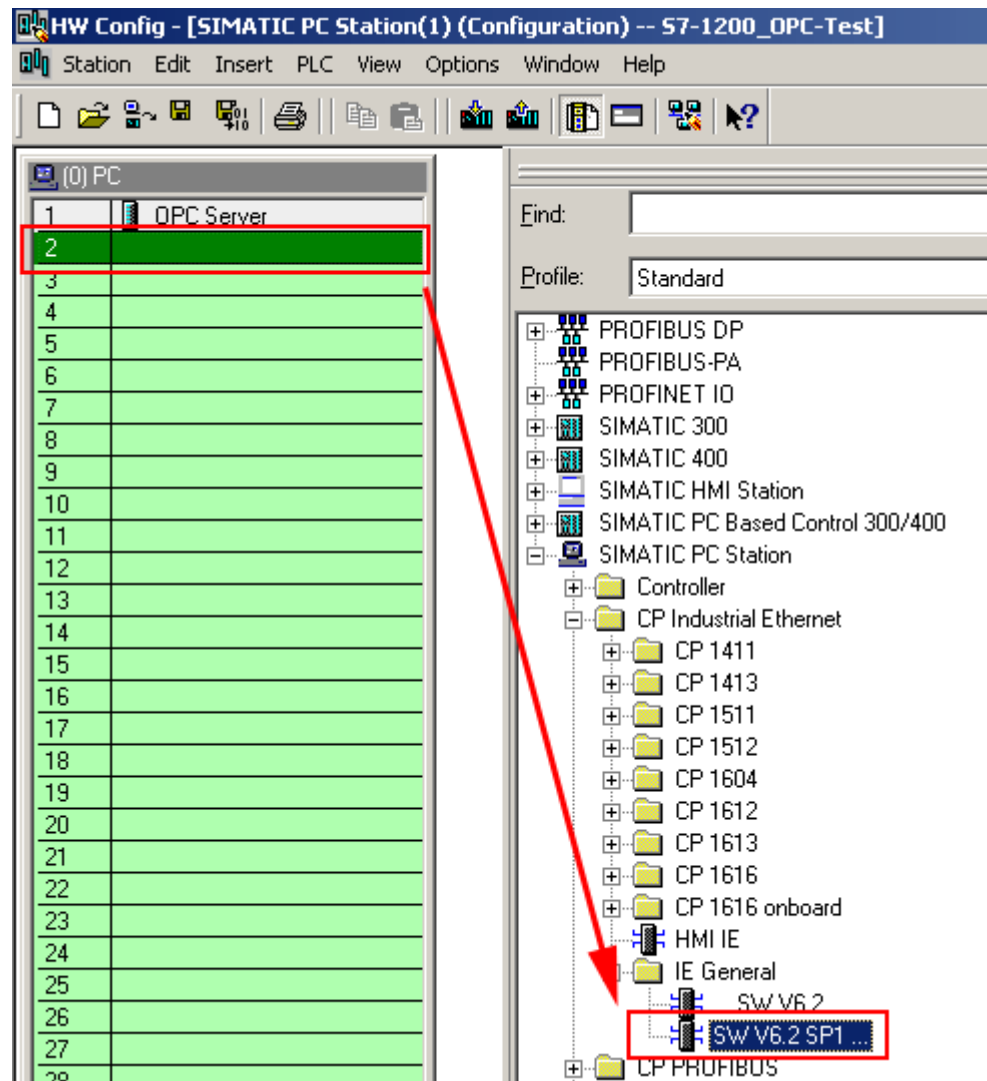 HW Config - [SIMATIC PC Station(1) (Configuration) -- S7-1200_OPC-Test]
Station Edit Insert PLC View Options Window Help
(0) PC
1 OPC Server
2
3
4
5
6
7
8
9
10
11
12
13
14
15
16
17
18
19
20
21
22
23
24
25
26
27
28
Find:
Profile: Standard
PROFIBUS DP
PROFIBUS-PA
PROFINET IO
SIMATIC 300
SIMATIC 400
SIMATIC HMI Station
SIMATIC PC Based Control 300/400
SIMATIC PC Station
Controller
CP Industrial Ethernet
CP 1411
CP 1413
CP 1511
CP 1512
CP 1604
CP 1612
CP 1613
CP 1616
CP 1616 onboard
HMI IE
IE General
SW V6.2
SW V6.2 SP1 ...
CP PROFIBUS